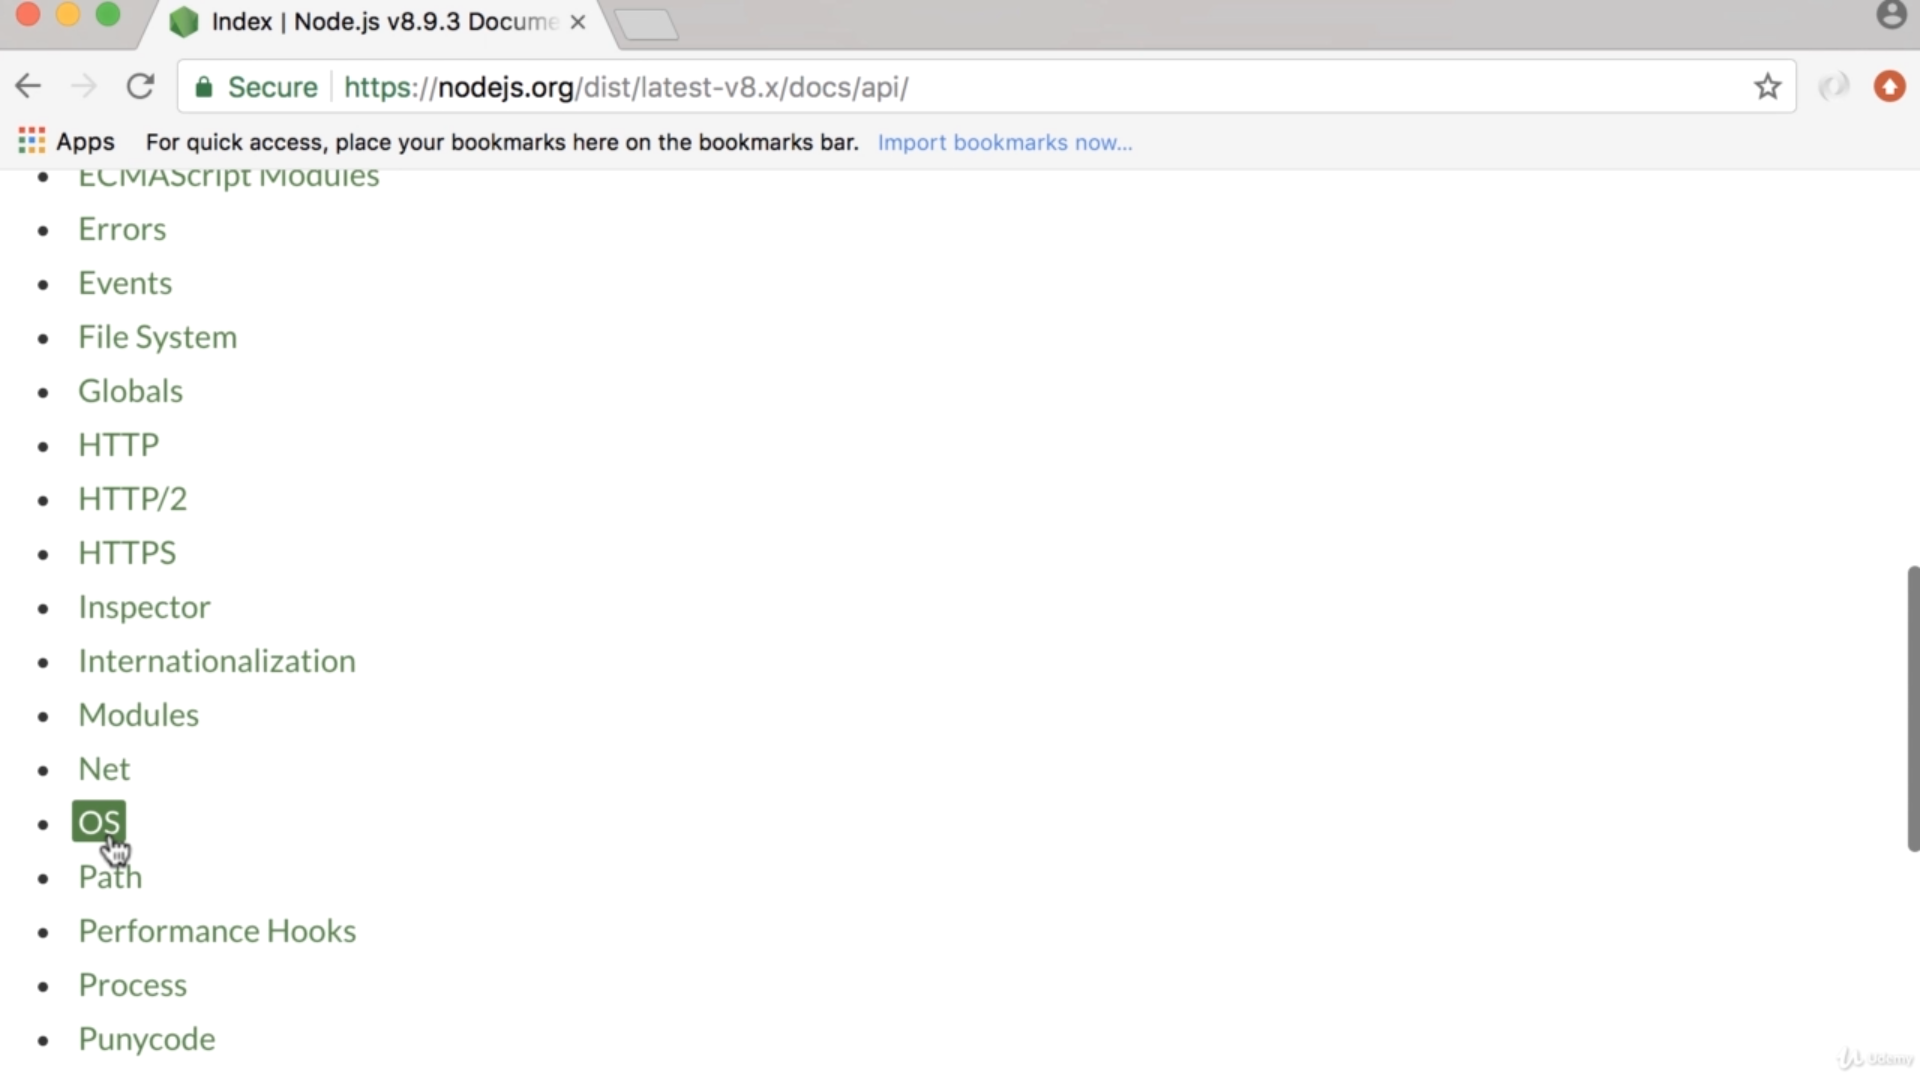 Index | Node.js v8.9.3 Docume
Secure https://nodejs.org/dist/latest-v8.x/docs/api/
Apps For quick access, place your bookmarks here on the bookmarks bar. Import bookmarks now...
ECMAScript Modules
Errors
Events
File System
Globals
HTTP
HTTP/2
HTTPS
Inspector
Internationalization
Modules
Net
OS
Path
Performance Hooks
Process
Punycode
Udemy